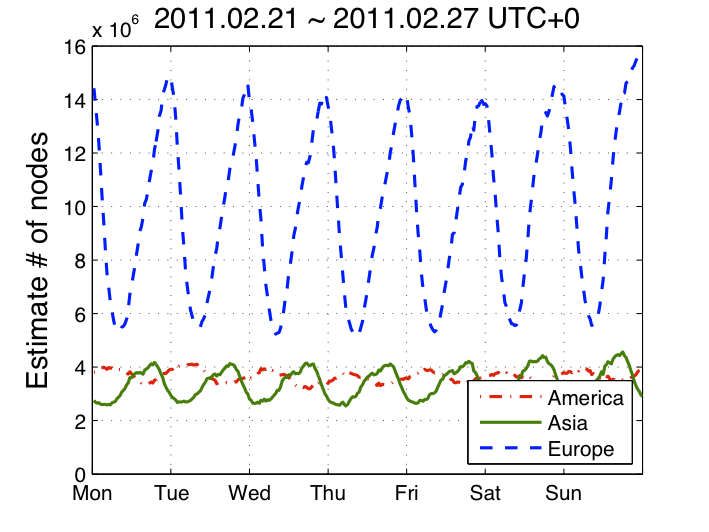 x 10^6 2011.02.21 ~ 2011.02.27 UTC+0
Estimate # of nodes
16
14
12
10
8
6
4
2
0
America
Asia
Europe
Mon Tue Wed Thu Fri Sat Sun